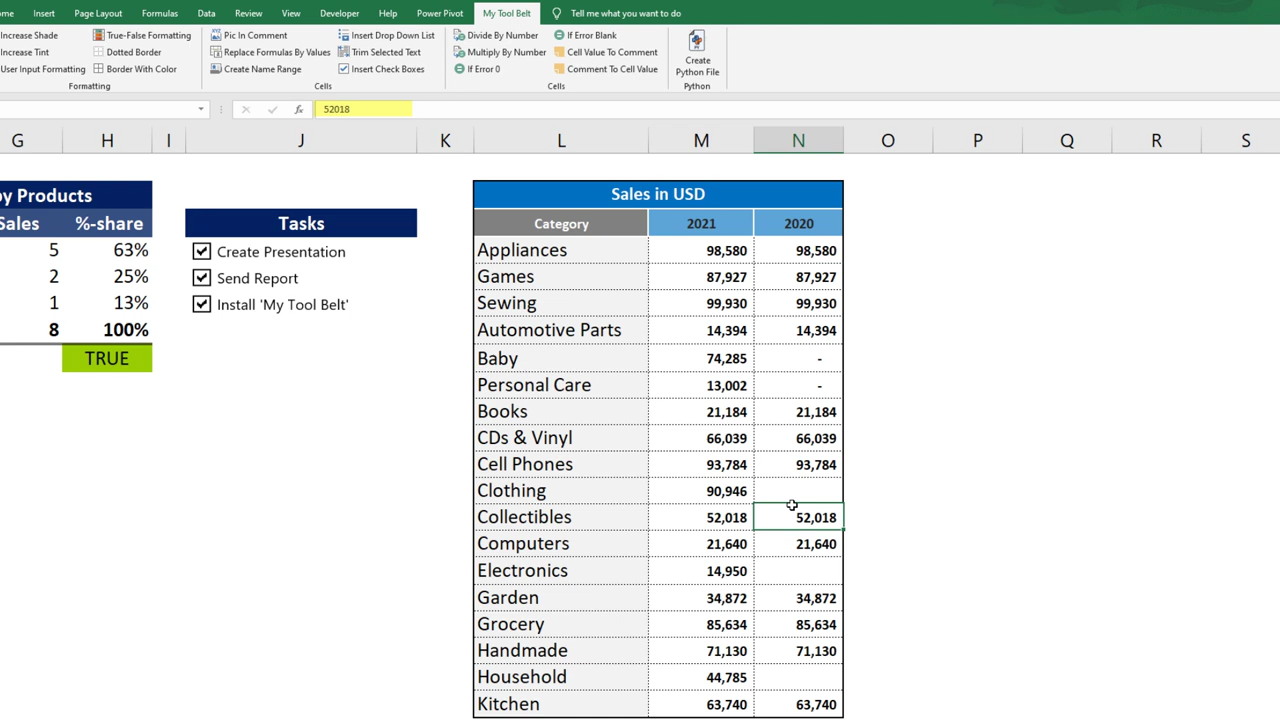 ome Insert Page Layout Formulas Data Review View Developer Help Power Pivot My Tool Belt Tell me what you want to do
Increase Shade True-False Formatting Pic In Comment Insert Drop Down List Divide By Number If Error Blank
Increase Tint Dotted Border Replace Formulas By Values Trim Selected Text Multiply By Number Cell Value To Comment
User Input Formatting Border With Color Create Name Range Insert Check Boxes If Error 0 Comment To Cell Value
Create
Python File
Formatting Cells Cells Python
fx 52018
G H I J K L M N O P Q R S
by Products
Sales %-share
5 63%
2 25%
1 13%
8 100%
TRUE
Tasks
Create Presentation
Send Report
Install 'My Tool Belt'
Sales in USD
Category 2021 2020
Appliances 98,580 98,580
Games 87,927 87,927
Sewing 99,930 99,930
Automotive Parts 14,394 14,394
Baby 74,285 -
Personal Care 13,002 -
Books 21,184 21,184
CDs & Vinyl 66,039 66,039
Cell Phones 93,784 93,784
Clothing 90,946
Collectibles 52,018 52,018
Computers 21,640 21,640
Electronics 14,950
Garden 34,872 34,872
Grocery 85,634 85,634
Handmade 71,130 71,130
Household 44,785
Kitchen 63,740 63,740